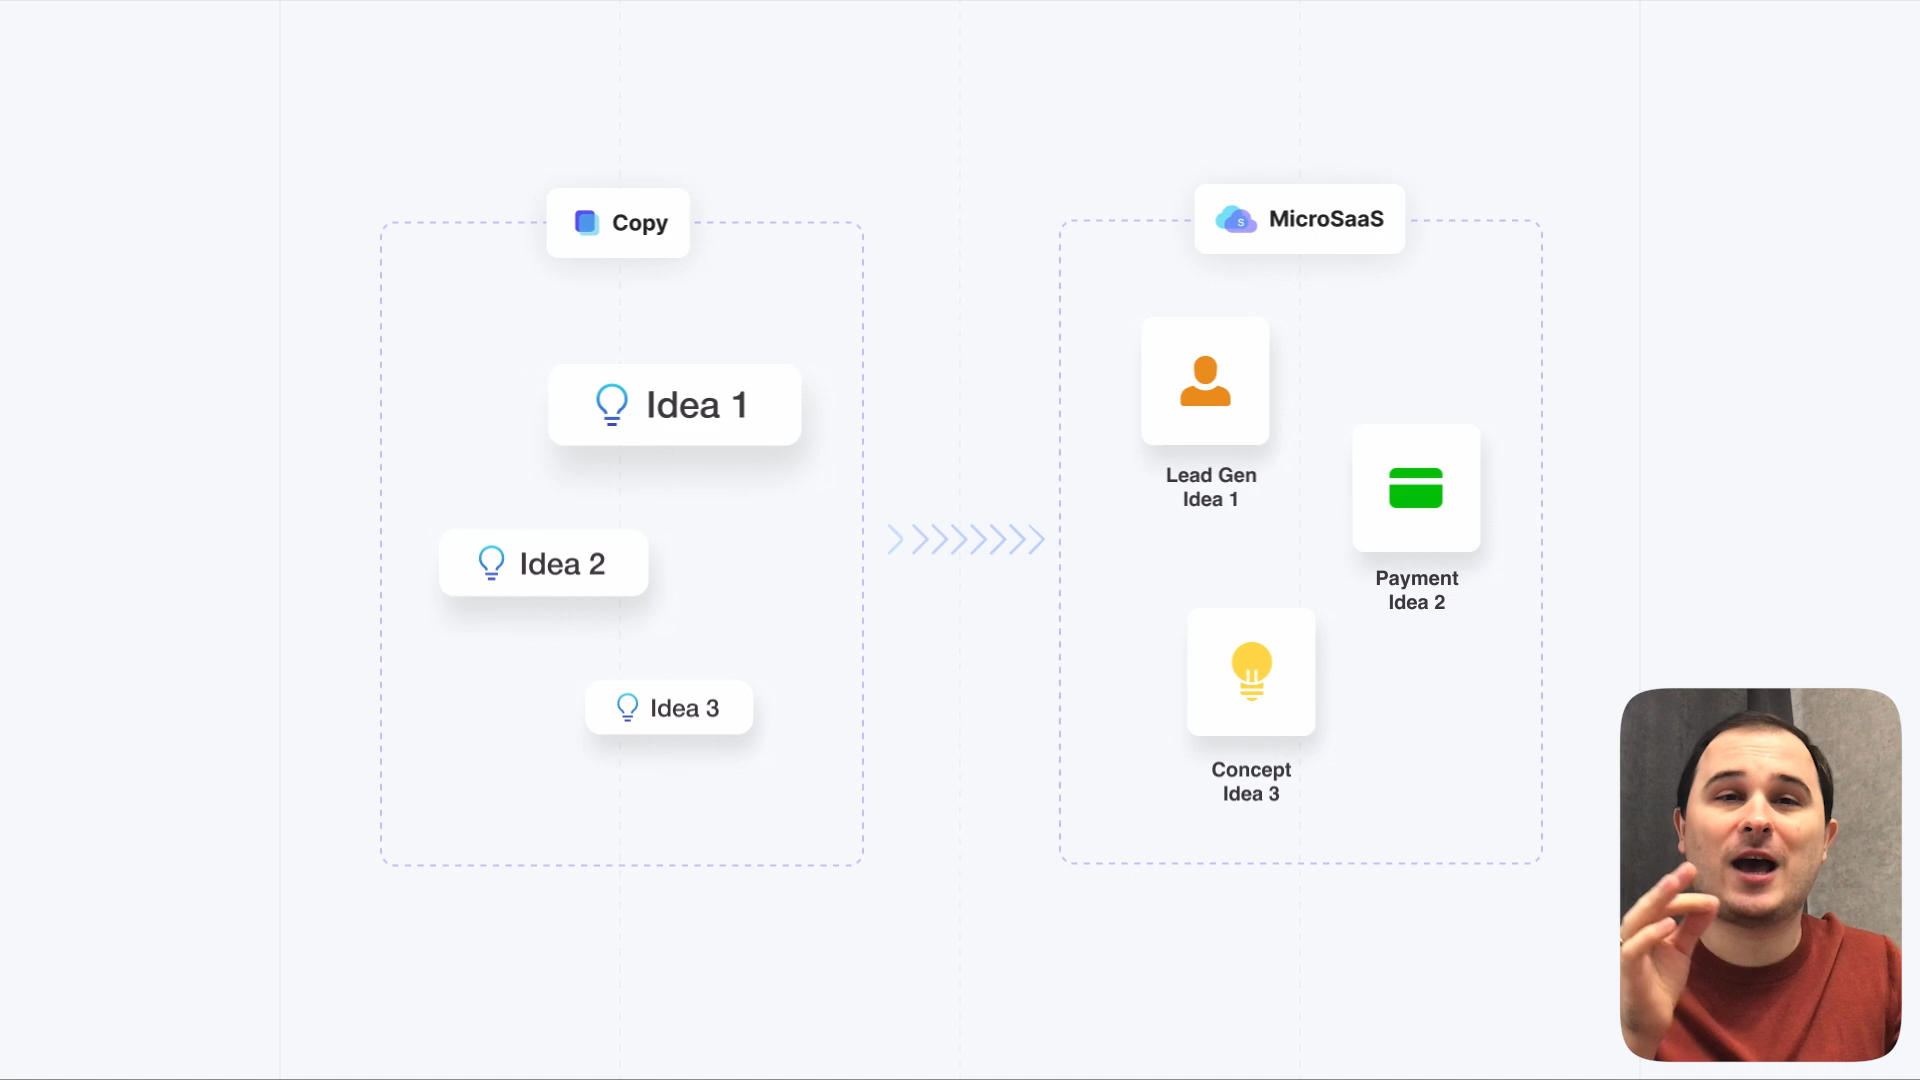 Copy
Idea 1
Idea 2
Idea 3
S
MicroSaaS
Lead Gen
Idea 1
Payment
Idea 2
Concept
Idea 3